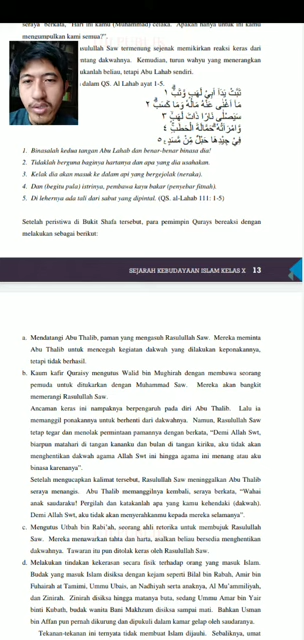 seraya berkata, "Hari ini kamu (Muhammad) celaka. Apakah hanya untuk ini kamu
mengumpulkan kami semua?".
asulullah Saw termenung sejenak memikirkan reaksi keras dari
ntang dakwahnya. Kemudian, turun wahyu yang menerangkan
ukanlah beliau, tetapi Abu Lahab sendiri.
dalam QS. Al Lahab ayat 1-5.
تَبَّتْ يَدَآ اَبِيْ لَهَبٍ وَّتَبَّۗ ١
مَآ اَغْنٰى عَنْهُ مَالُهٗ وَمَا كَسَبَۗ ٢
سَيَصْلٰى نَارًا ذَاتَ لَهَبٍۙ ٣
وَّامْرَاَتُهٗ ۗحَمَّالَةَ الْحَطَبِۚ ٤
فِيْ جِيْدِهَا حَبْلٌ مِّنْ مَّسَدٍ ࣖ ٥
1. Binasalah kedua tangan Abu Lahab dan benar-benar binasa dia!
2. Tidaklah berguna baginya hartanya dan apa yang dia usahakan.
3. Kelak dia akan masuk ke dalam api yang bergejolak (neraka).
4. Dan (begitu pula) istrinya, pembawa kayu bakar (penyebar fitnah).
5. Di lehernya ada tali dari sabut yang dipintal. (QS. al-Lahab 111: 1-5)
Setelah peristiwa di Bukit Shafa tersebut, para pemimpin Qurays bereaksi dengan
melakukan sebagai berikut:
SEJARAH KEBUDAYAAN ISLAM KELAS X 13
a. Mendatangi Abu Thalib, paman yang mengasuh Rasulullah Saw. Mereka meminta
Abu Thalib untuk mencegah kegiatan dakwah yang dilakukan keponakannya,
tetapi tidak berhasil.
b. Kaum kafir Quraisy mengutus Walid bin Mughirah dengan membawa seorang
pemuda untuk ditukarkan dengan Muhammad Saw. Mereka akan bangkit
memerangi Rasulullah Saw.
Ancaman keras ini nampaknya berpengaruh pada diri Abu Thalib. Lalu ia
memanggil ponakannya untuk berhenti dari dakwahnya. Namun, Rasulullah Saw
tetap tegar dan menolak permintaan pamannya dengan berkata, "Demi Allah Swt,
biarpun matahari di tangan kananku dan bulan di tangan kiriku, aku tidak akan
menghentikan dakwah agama Allah Swt ini hingga agama ini menang atau aku
binasa karenanya".
Setelah mengucapkan kalimat tersebut, Rasulullah Saw meninggalkan Abu Thalib
seraya menangis. Abu Thalib memanggilnya kembali, seraya berkata, "Wahai
anak saudaraku! Pergilah dan katakanlah apa yang kamu kehendaki (dakwah).
Demi Allah Swt, aku tidak akan menyerahkanmu kepada mereka selamanya".
c. Mengutus Utbah bin Rabi'ah, seorang ahli retorika untuk membujuk Rasulullah
Saw. Mereka menawarkan tahta dan harta, asalkan beliau bersedia menghentikan
dakwahnya. Tawaran itu pun ditolak keras oleh Rasulullah Saw.
d. Melakukan tindakan kekerasan secara fisik terhadap orang yang masuk Islam.
Budak yang masuk Islam disiksa dengan kejam seperti Bilal bin Rabah, Amir bin
Fuhairah at Tamimi, Ummu Ubais, an Nadhiyah serta anaknya, Al Mu'ammiliyah,
dan Zinirah. Zinirah disiksa hingga matanya buta, sedang Ummu Amar bin Yair
binti Kubath, budak wanita Bani Makhzum disiksa sampai mati. Bahkan Usman
bin Affan pun pernah dikurung dan dipukuli dalam kamar gelap oleh saudaranya.
Tekanan-tekanan ini ternyata tidak membuat Islam dijauhi. Sebaliknya, umat